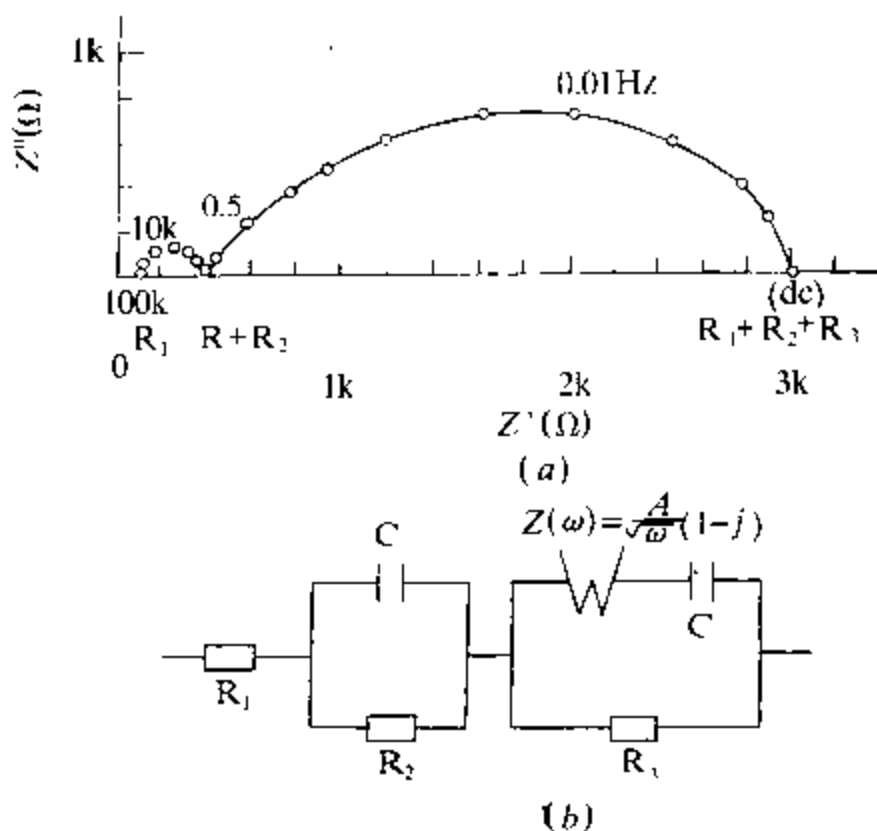 1k
Z''(Ω)
0.01Hz
0.5
10k
100k
(dc)
R₁
R+R₂
R₁+R₂+R₃
0
1k
2k
3k
Z'(Ω)
(a)
Z(ω)=A/√ω(1-j)
C
C
R₁
R₂
R₃
(b)